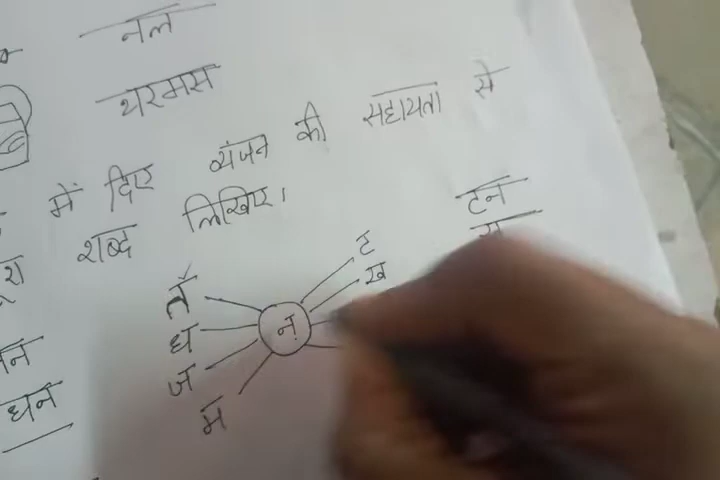 नल
थरमस
में दिए व्यंजन की सहायता से
शब्द लिखिए।
टन
त
ध
ज
म
न
ट
ख
धन